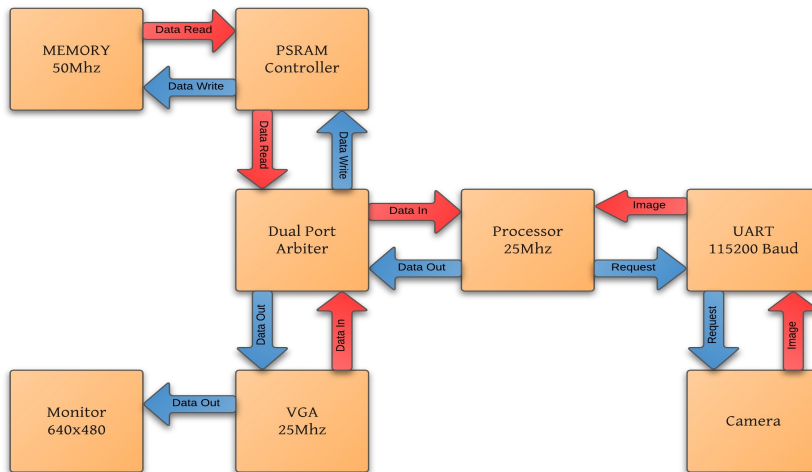 MEMORY
50Mhz
Data Read
Data Write
PSRAM
Controller
Data Read
Data Write
Dual Port
Arbiter
Data In
Data Out
Processor
25Mhz
Image
Request
UART
115200 Baud
Data Out
Data In
Request
Image
Monitor
640x480
Data Out
VGA
25Mhz
Camera